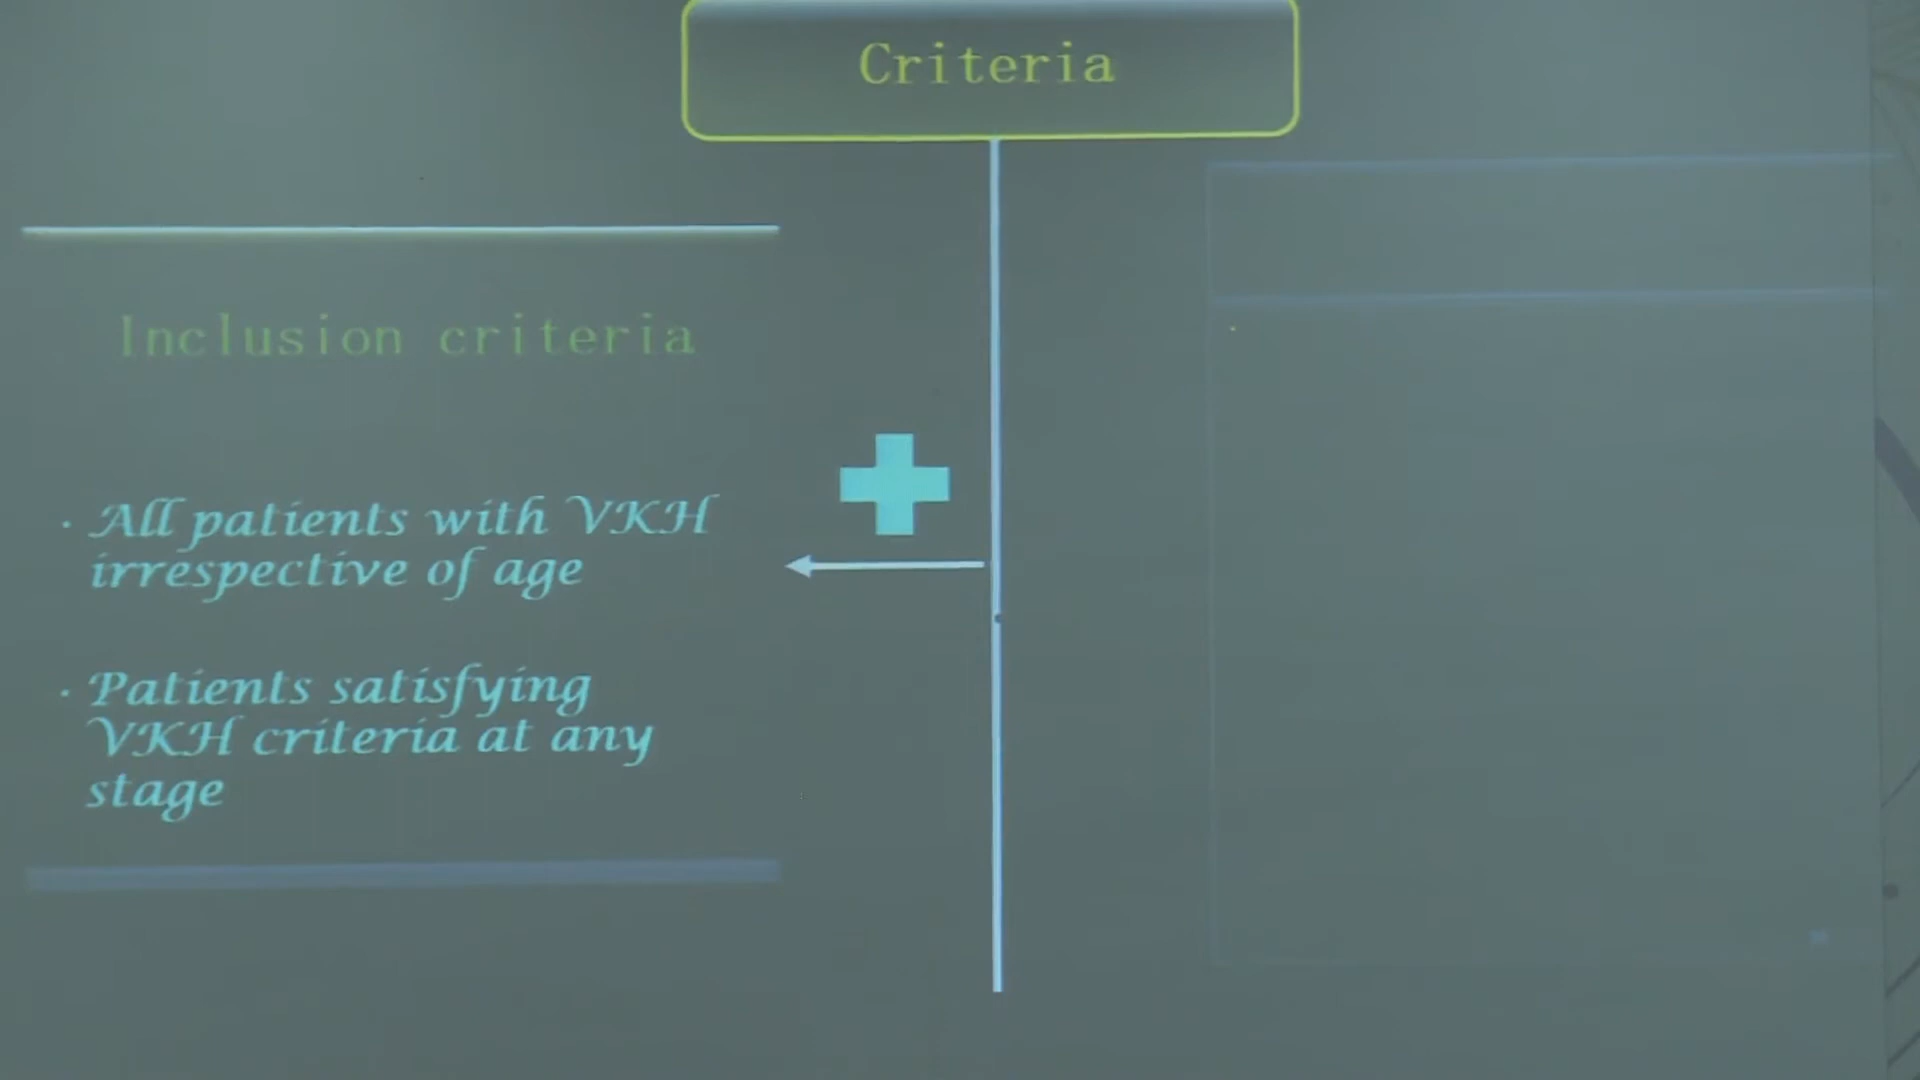 Criteria
Inclusion criteria
· All patients with VKH
irrespective of age
· Patients satisfying
VKH criteria at any
stage